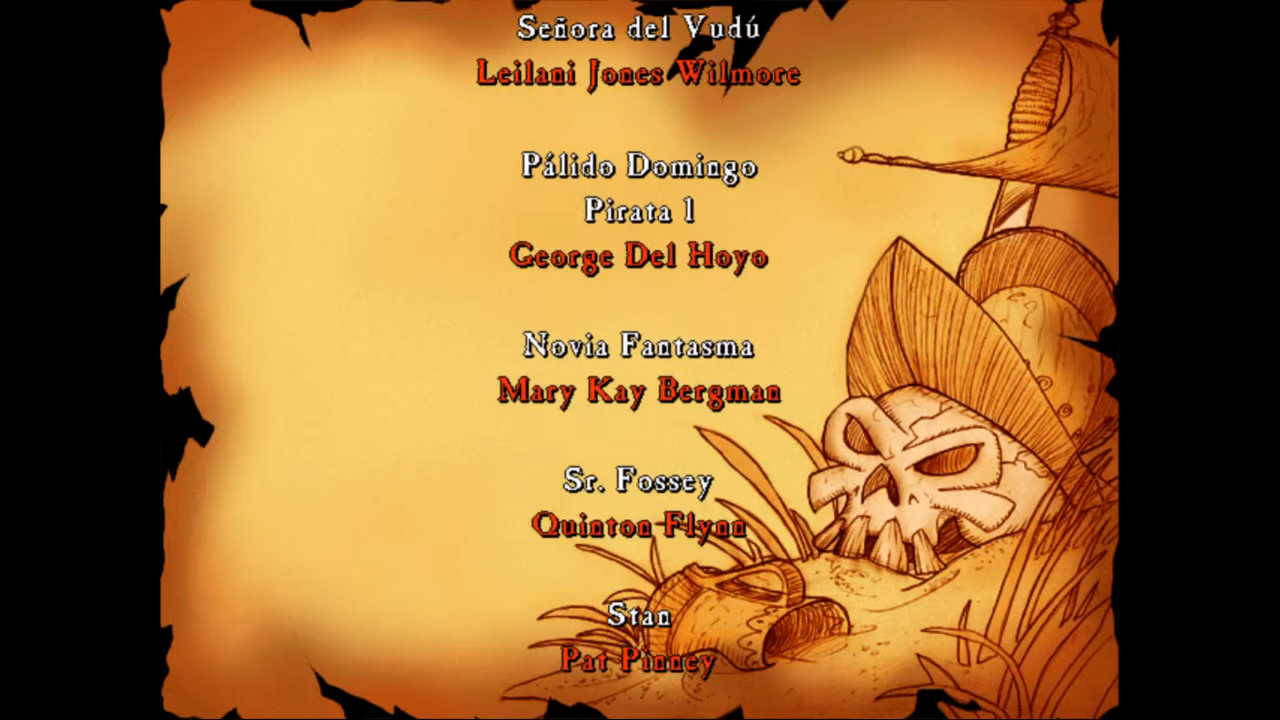 Señora del Vudú
Leilani Jones Wilmore
Pálido Domingo
Pirata 1
George Del Hoyo
Novia Fantasma
Mary Kay Bergman
Sr. Fossey
Quinton Flynn
Stan
Pat Pinney